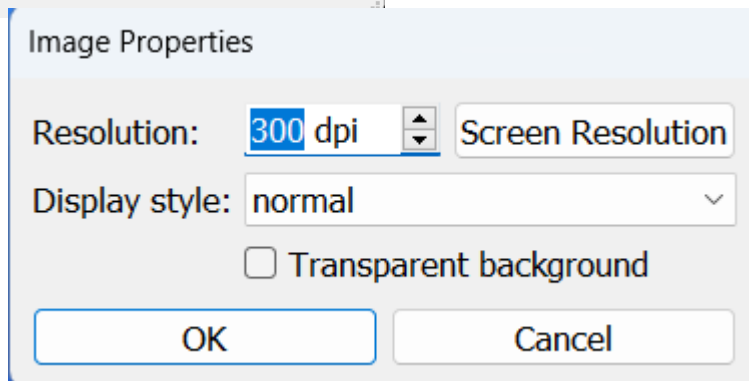 Image Properties
Resolution: 300 dpi Screen Resolution
Display style: normal
Transparent background
OK Cancel